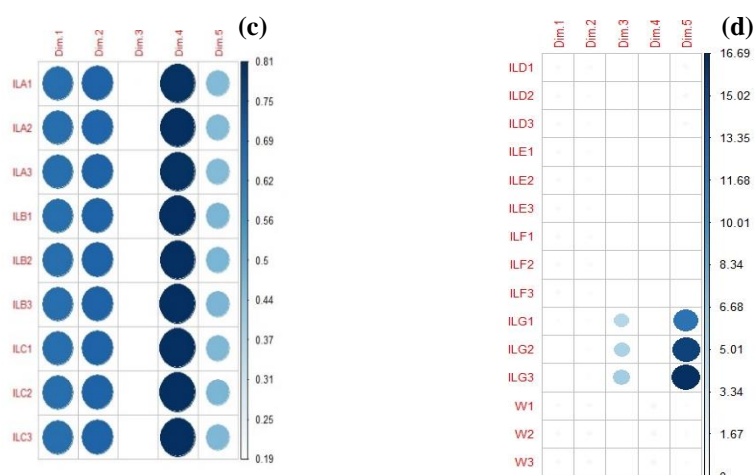 (c)
Dim.1 Dim.2 Dim.3 Dim.4 Dim.5
0.81
ILA1
0.75
ILA2
0.69
ILA3
0.62
ILB1
0.56
ILB2
0.5
ILB3
0.44
ILC1
0.37
ILC2
0.31
ILC3
0.25
0.19
(d)
Dim.1 Dim.2 Dim.3 Dim.4 Dim.5
16.69
ILD1
ILD2
15.02
ILD3
13.35
ILE1
ILE2
11.68
ILE3
10.01
ILF1
ILF2
8.34
ILF3
6.68
ILG1
ILG2
5.01
ILG3
3.34
W1
W2
1.67
W3